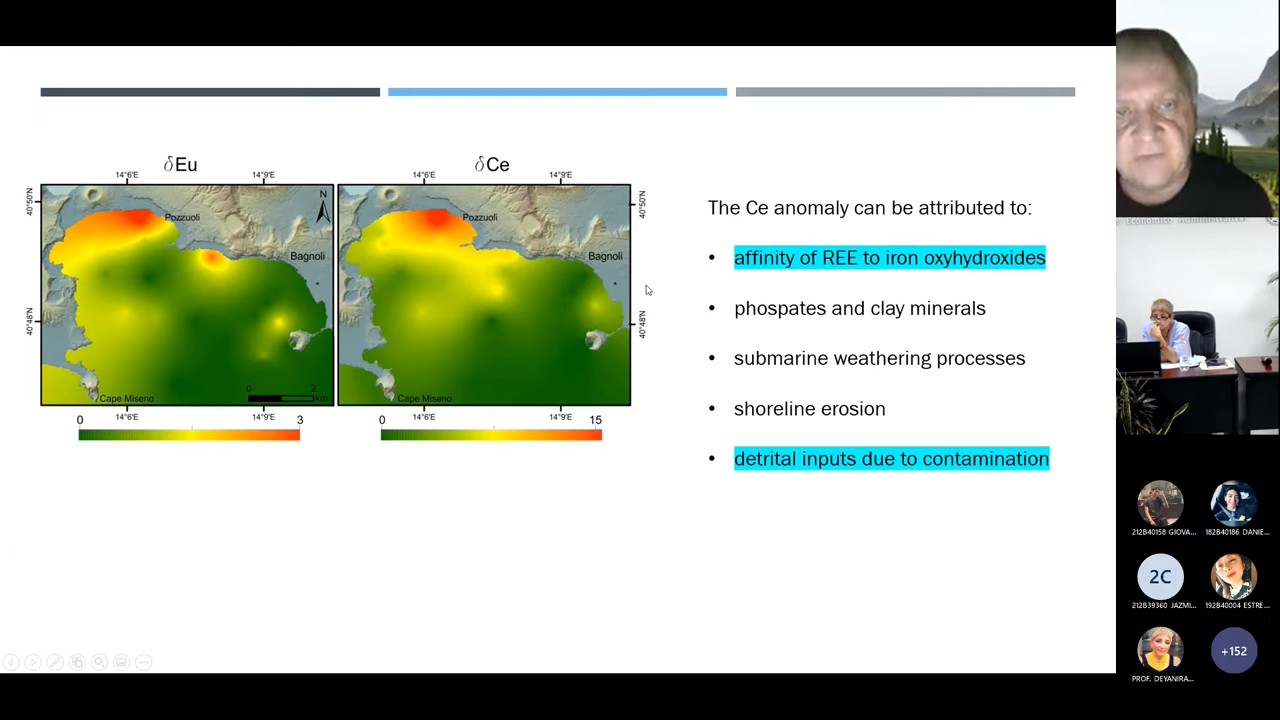 δEu
δCe
14°6'E
14°9'E
14°6'E
14°9'E
40°50'N
40°48'N
N
Pozzuoli
Bagnoli
Cape Miseno
0
2
km
Pozzuoli
Bagnoli
Cape Miseno
40°50'N
40°48'N
14°6'E
14°9'E
14°6'E
14°9'E
0
3
0
15
The Ce anomaly can be attributed to:
• affinity of REE to iron oxyhydroxides
• phospates and clay minerals
• submarine weathering processes
• shoreline erosion
• detrital inputs due to contamination
212B40158 GIOVA...
182B40186 DANIE...
2C
212B39360 JAZMI...
192B40004 ESTRE...
PROF. DEYANIRA...
+152